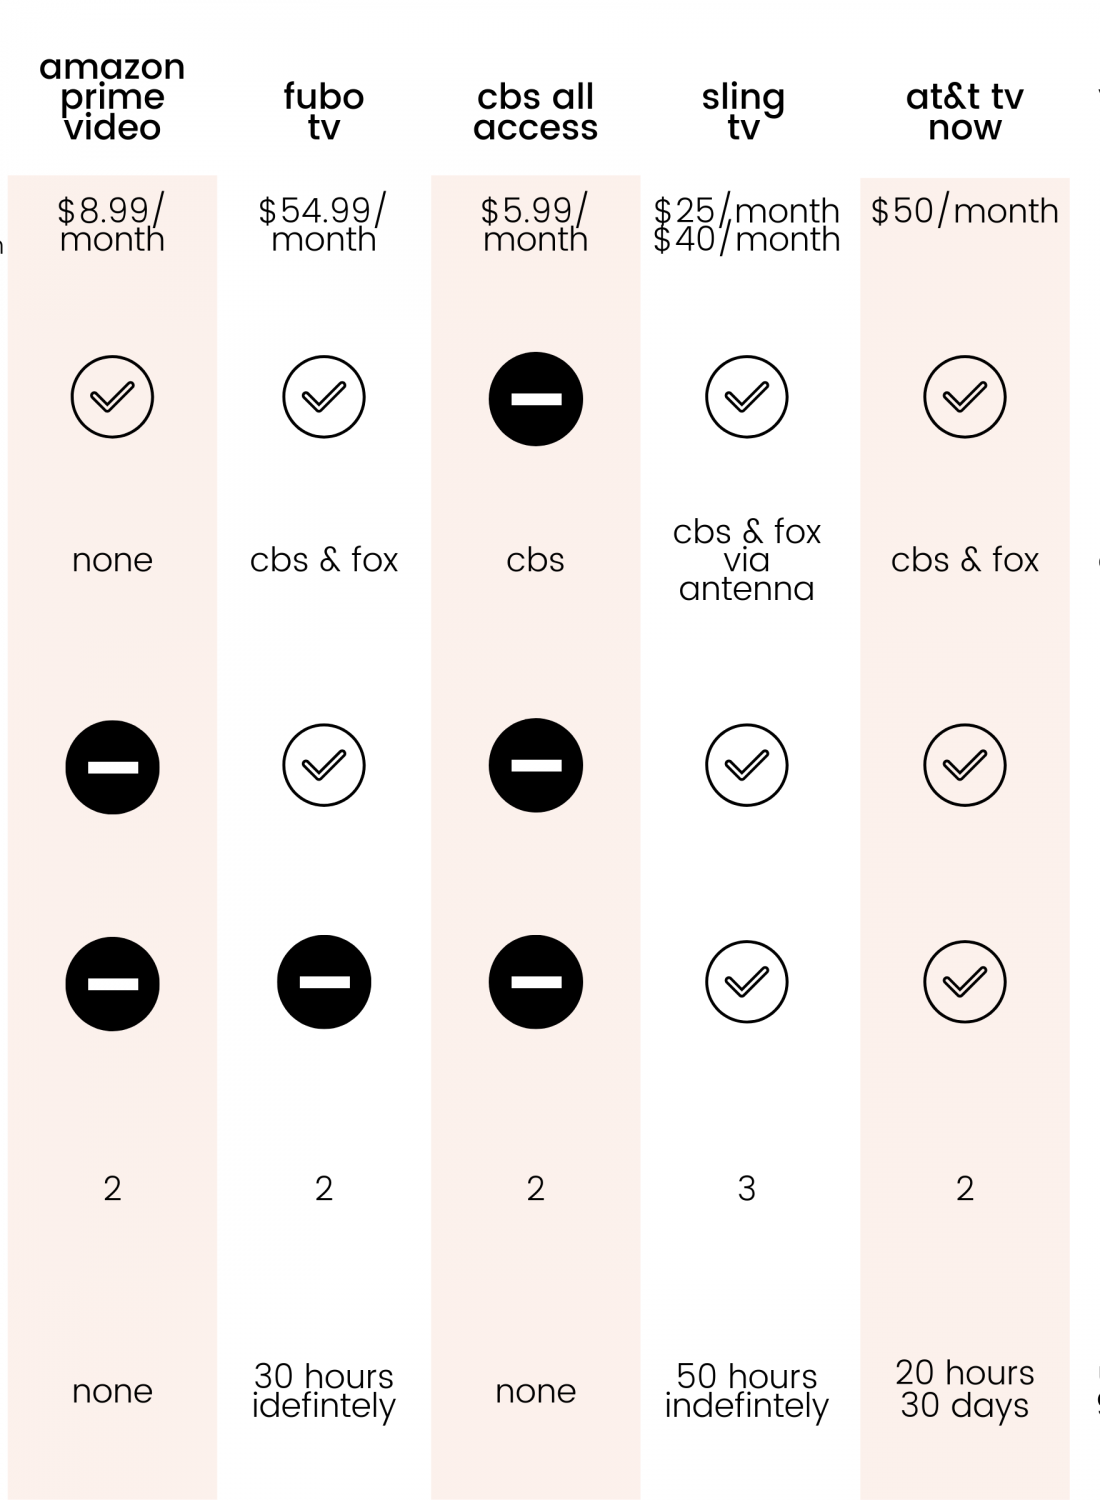 amazon
prime
video
fubo
tv
cbs all
access
sling
tv
at&t tv
now
$8.99/
month
$54.99/
month
$5.99/
month
$25/month
$40/month
$50/month
none
cbs & fox
cbs
cbs & fox
via
antenna
cbs & fox
2
2
2
3
2
none
30 hours
idefintely
none
50 hours
indefintely
20 hours
30 days